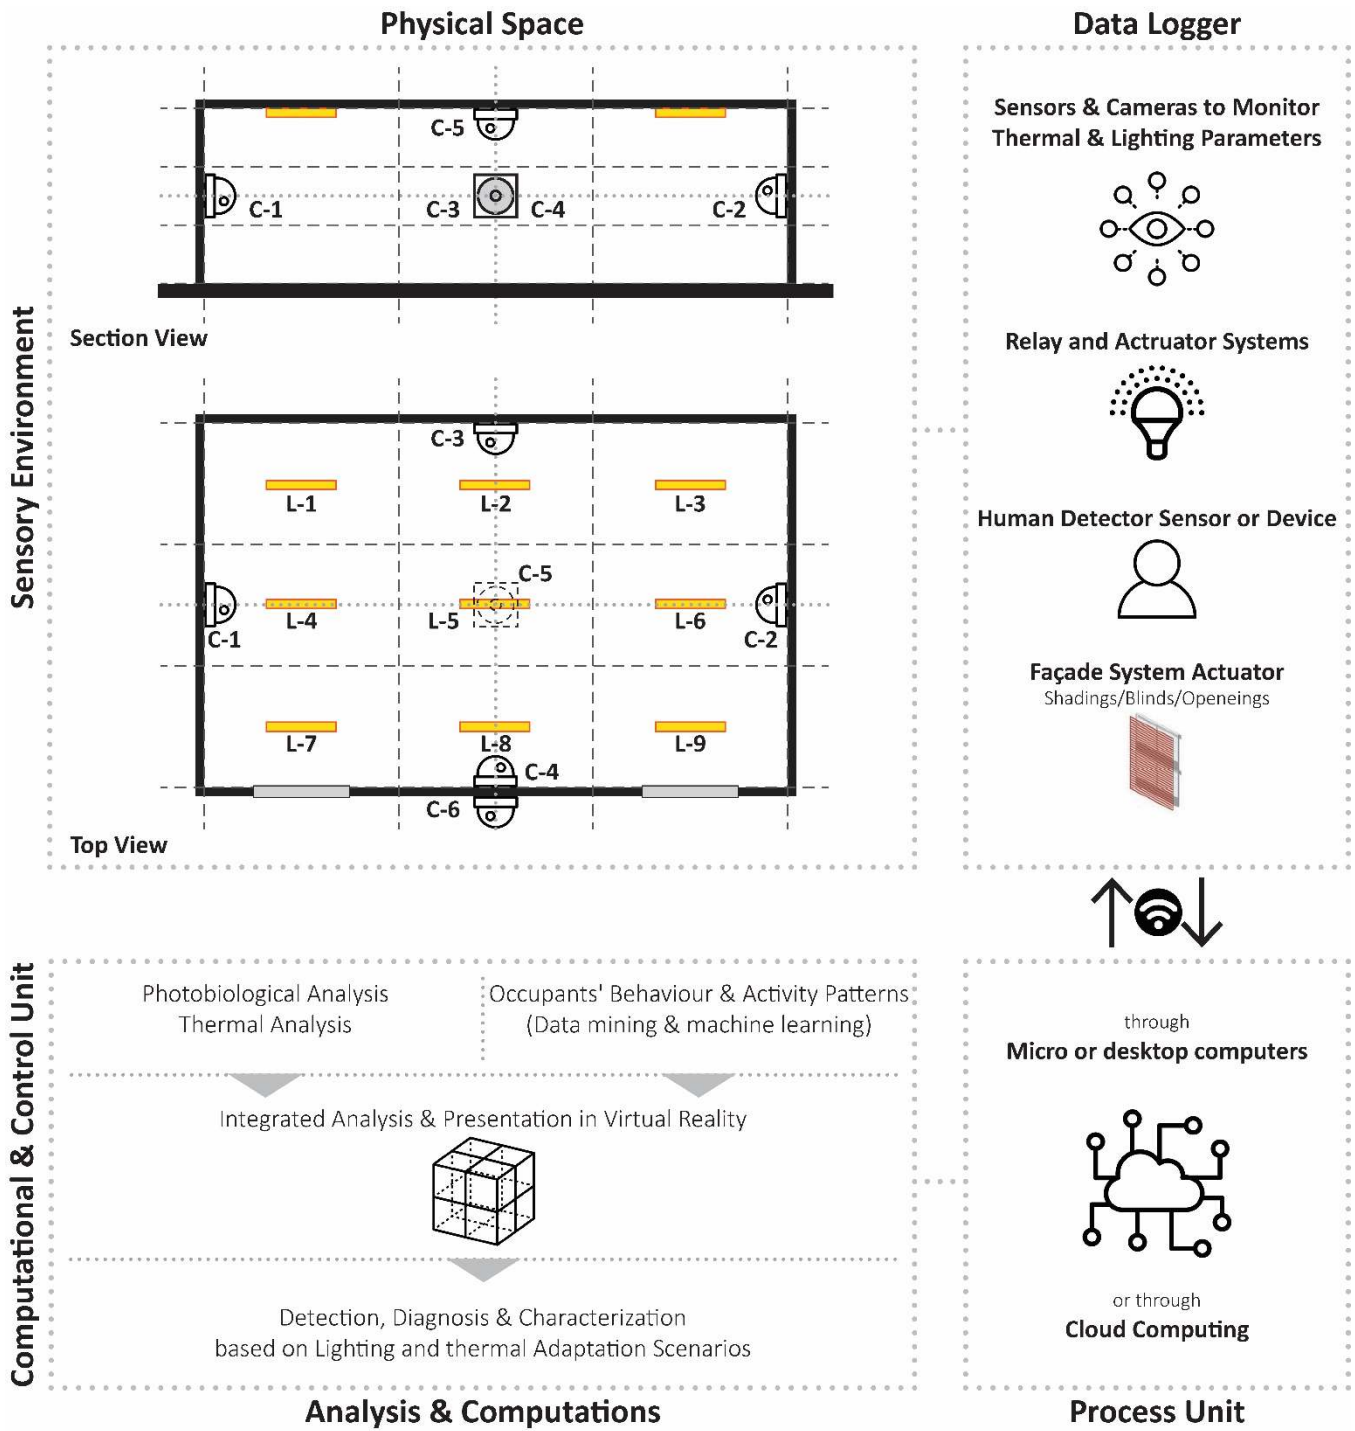 Physical Space
Data Logger
Sensory Environment
C-5
C-1
C-3
C-4
C-2
Section View
C-3
L-1
L-2
L-3
C-5
L-4
L-5
L-6
C-1
C-2
L-7
L-8
L-9
C-4
C-6
Top View
Sensors & Cameras to Monitor
Thermal & Lighting Parameters
Relay and Actruator Systems
Human Detector Sensor or Device
Façade System Actuator
Shadings/Blinds/Openeings
Computational & Control Unit
Photobiological Analysis
Thermal Analysis
Occupants' Behaviour & Activity Patterns
(Data mining & machine learning)
Integrated Analysis & Presentation in Virtual Reality
Detection, Diagnosis & Characterization
based on Lighting and thermal Adaptation Scenarios
through
Micro or desktop computers
or through
Cloud Computing
Analysis & Computations
Process Unit